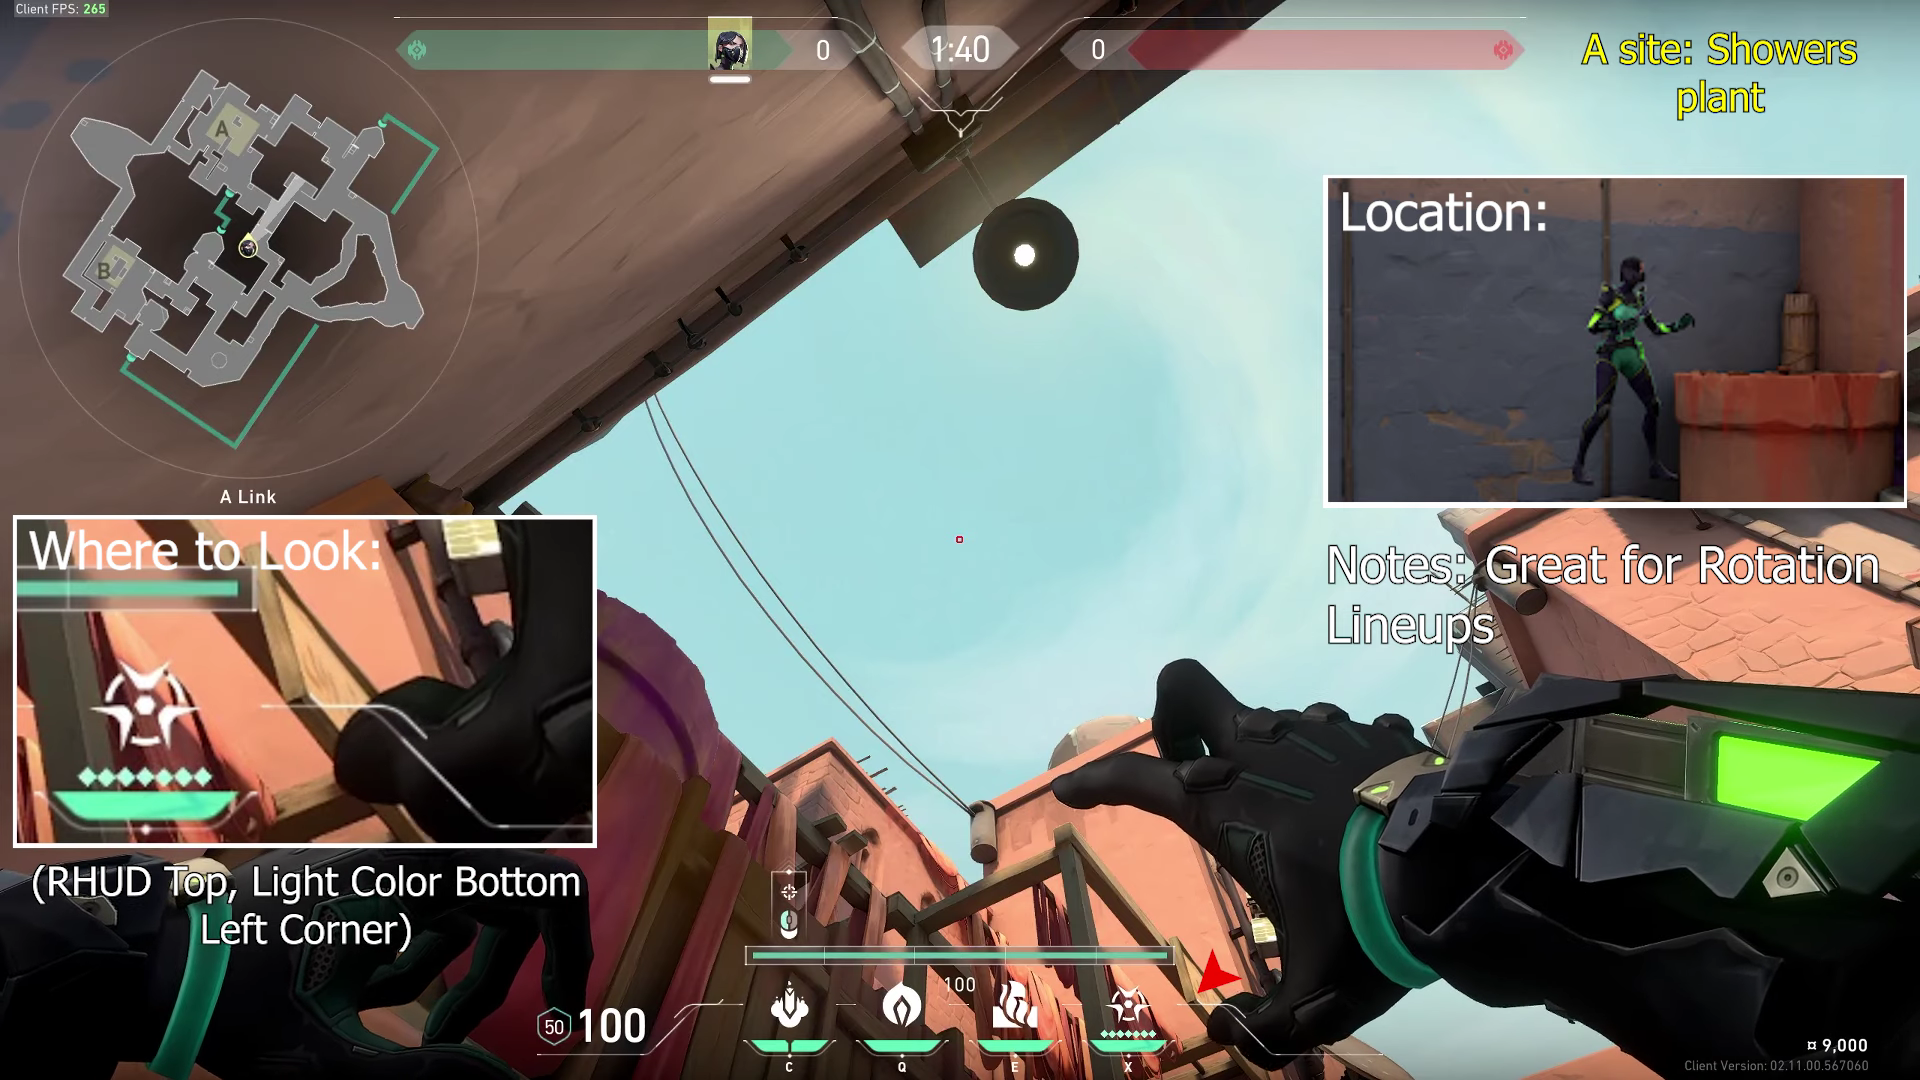 Client FPS: 265
0
1:40
0
A site: Showers
plant
A
B
A Link
Location:
Where to Look:
Notes: Great for Rotation
Lineups
(RHUD Top, Light Color Bottom
Left Corner)
100
50
100
C
Q
E
X
¤ 9,000
Client Version: 02.11.00.567060